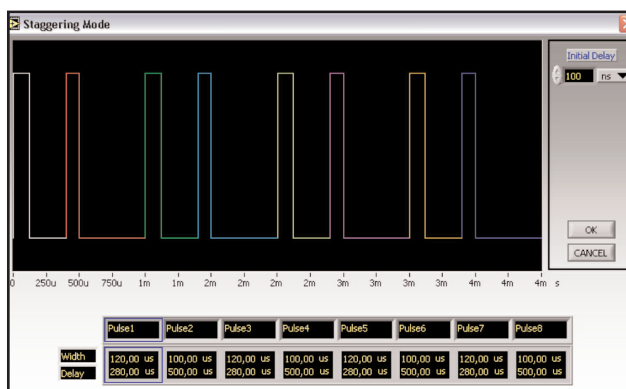 Staggering Mode
Initial Delay
100 ns
OK
CANCEL
0 250u 500u 750u 1m 1m 2m 2m 2m 3m 3m 3m 3m 4m 4m 4m s
Pulse1 Pulse2 Pulse3 Pulse4 Pulse5 Pulse6 Pulse7 Pulse8
Width 120,00 us 100,00 us 120,00 us 100,00 us 120,00 us 100,00 us 120,00 us 100,00 us
Delay 280,00 us 500,00 us 280,00 us 500,00 us 280,00 us 500,00 us 280,00 us 500,00 us